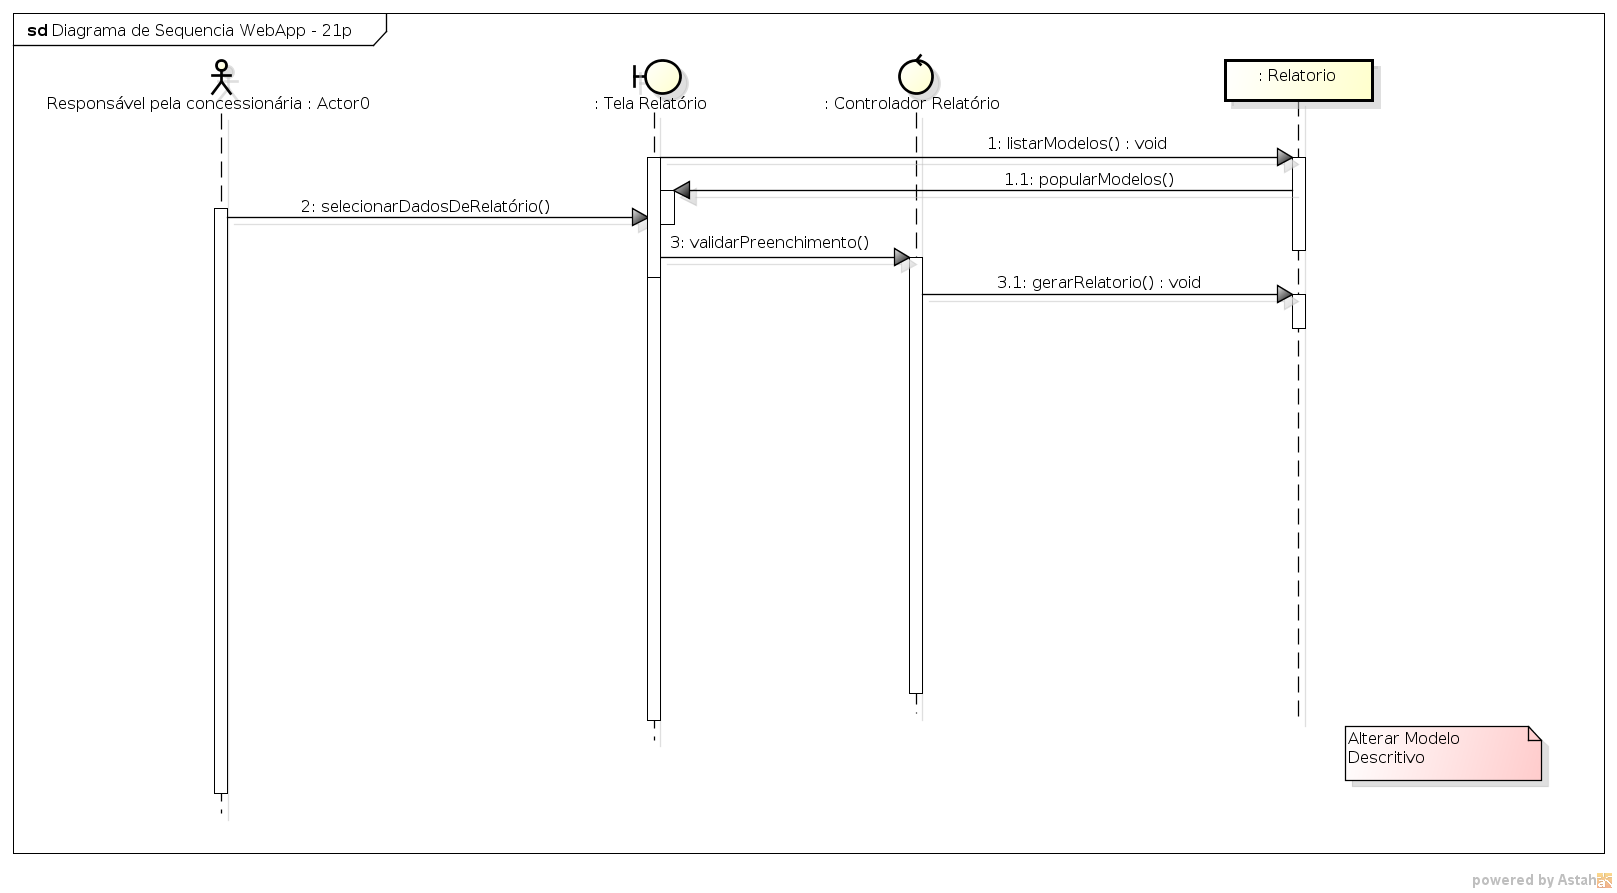 sd Diagrama de Sequencia WebApp - 21p
Responsável pela concessionária : Actor0
: Tela Relatório
: Controlador Relatório
: Relatorio
1: listarModelos() : void
1.1: popularModelos()
2: selecionarDadosDeRelatório()
3: validarPreenchimento()
3.1: gerarRelatorio() : void
Alterar Modelo
Descritivo
powered by Astah